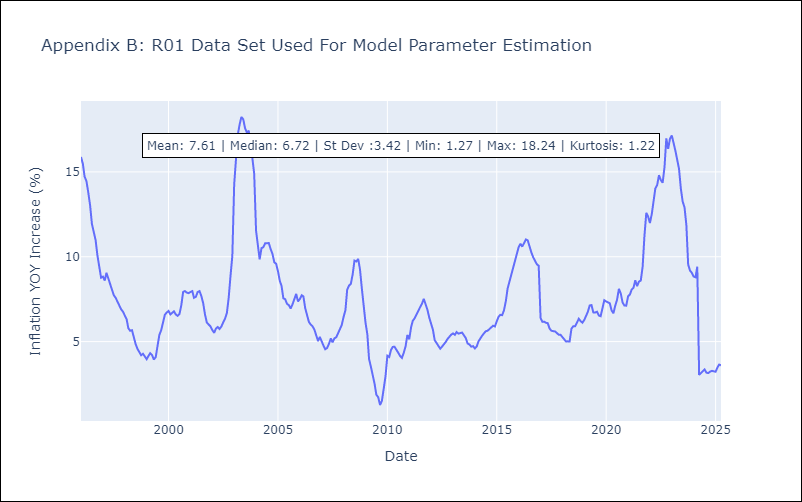 Appendix B: R01 Data Set Used For Model Parameter Estimation
Mean: 7.61 | Median: 6.72 | St Dev :3.42 | Min: 1.27 | Max: 18.24 | Kurtosis: 1.22
Inflation YOY Increase (%)
15
10
5
2000
2005
2010
2015
2020
2025
Date